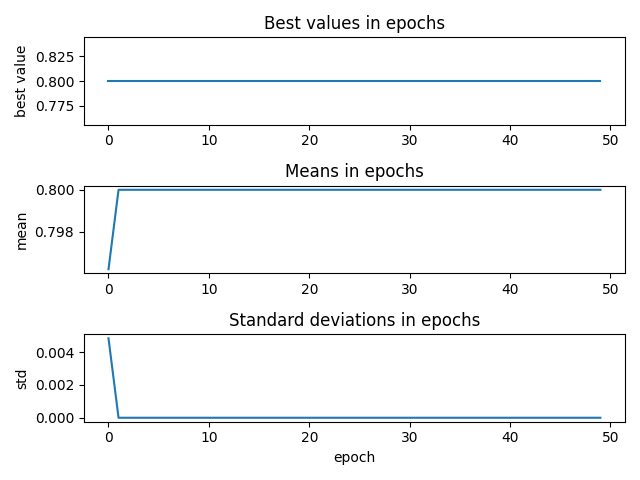 Best values in epochs
best value
0.825
0.800
0.775
0 10 20 30 40 50
Means in epochs
mean
0.800
0.798
0 10 20 30 40 50
Standard deviations in epochs
std
0.004
0.002
0.000
0 10 20 30 40 50
epoch